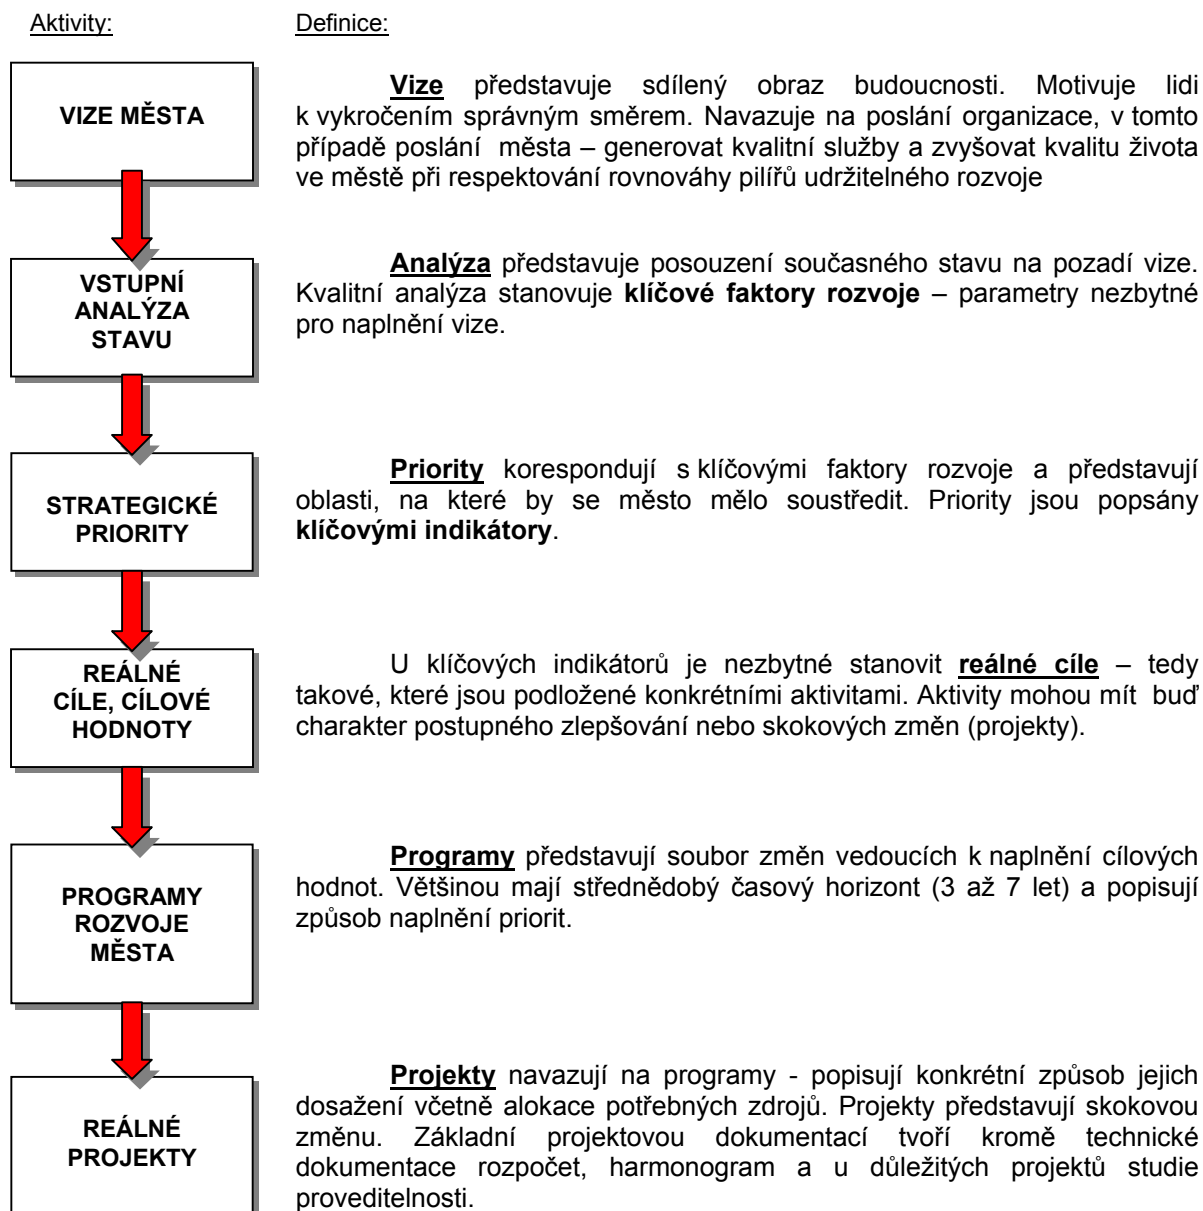 Aktivity:
Definice:
VIZE MĚSTA
Vize představuje sdílený obraz budoucnosti. Motivuje lidi
k vykročením správným směrem. Navazuje na poslání organizace, v tomto
případě poslání města – generovat kvalitní služby a zvyšovat kvalitu života
ve městě při respektování rovnováhy pilířů udržitelného rozvoje
VSTUPNÍ
ANALÝZA
STAVU
Analýza představuje posouzení současného stavu na pozadí vize.
Kvalitní analýza stanovuje klíčové faktory rozvoje – parametry nezbytné
pro naplnění vize.
STRATEGICKÉ
PRIORITY
Priority korespondují s klíčovými faktory rozvoje a představují
oblasti, na které by se město mělo soustředit. Priority jsou popsány
klíčovými indikátory.
REÁLNÉ
CÍLE, CÍLOVÉ
HODNOTY
U klíčových indikátorů je nezbytné stanovit reálné cíle – tedy
takové, které jsou podložené konkrétními aktivitami. Aktivity mohou mít buď
charakter postupného zlepšování nebo skokových změn (projekty).
PROGRAMY
ROZVOJE
MĚSTA
Programy představují soubor změn vedoucích k naplnění cílových
hodnot. Většinou mají střednědobý časový horizont (3 až 7 let) a popisují
způsob naplnění priorit.
REÁLNÉ
PROJEKTY
Projekty navazují na programy - popisují konkrétní způsob jejich
dosažení včetně alokace potřebných zdrojů. Projekty představují skokovou
změnu. Základní projektovou dokumentací tvoří kromě technické
dokumentace rozpočet, harmonogram a u důležitých projektů studie
proveditelnosti.